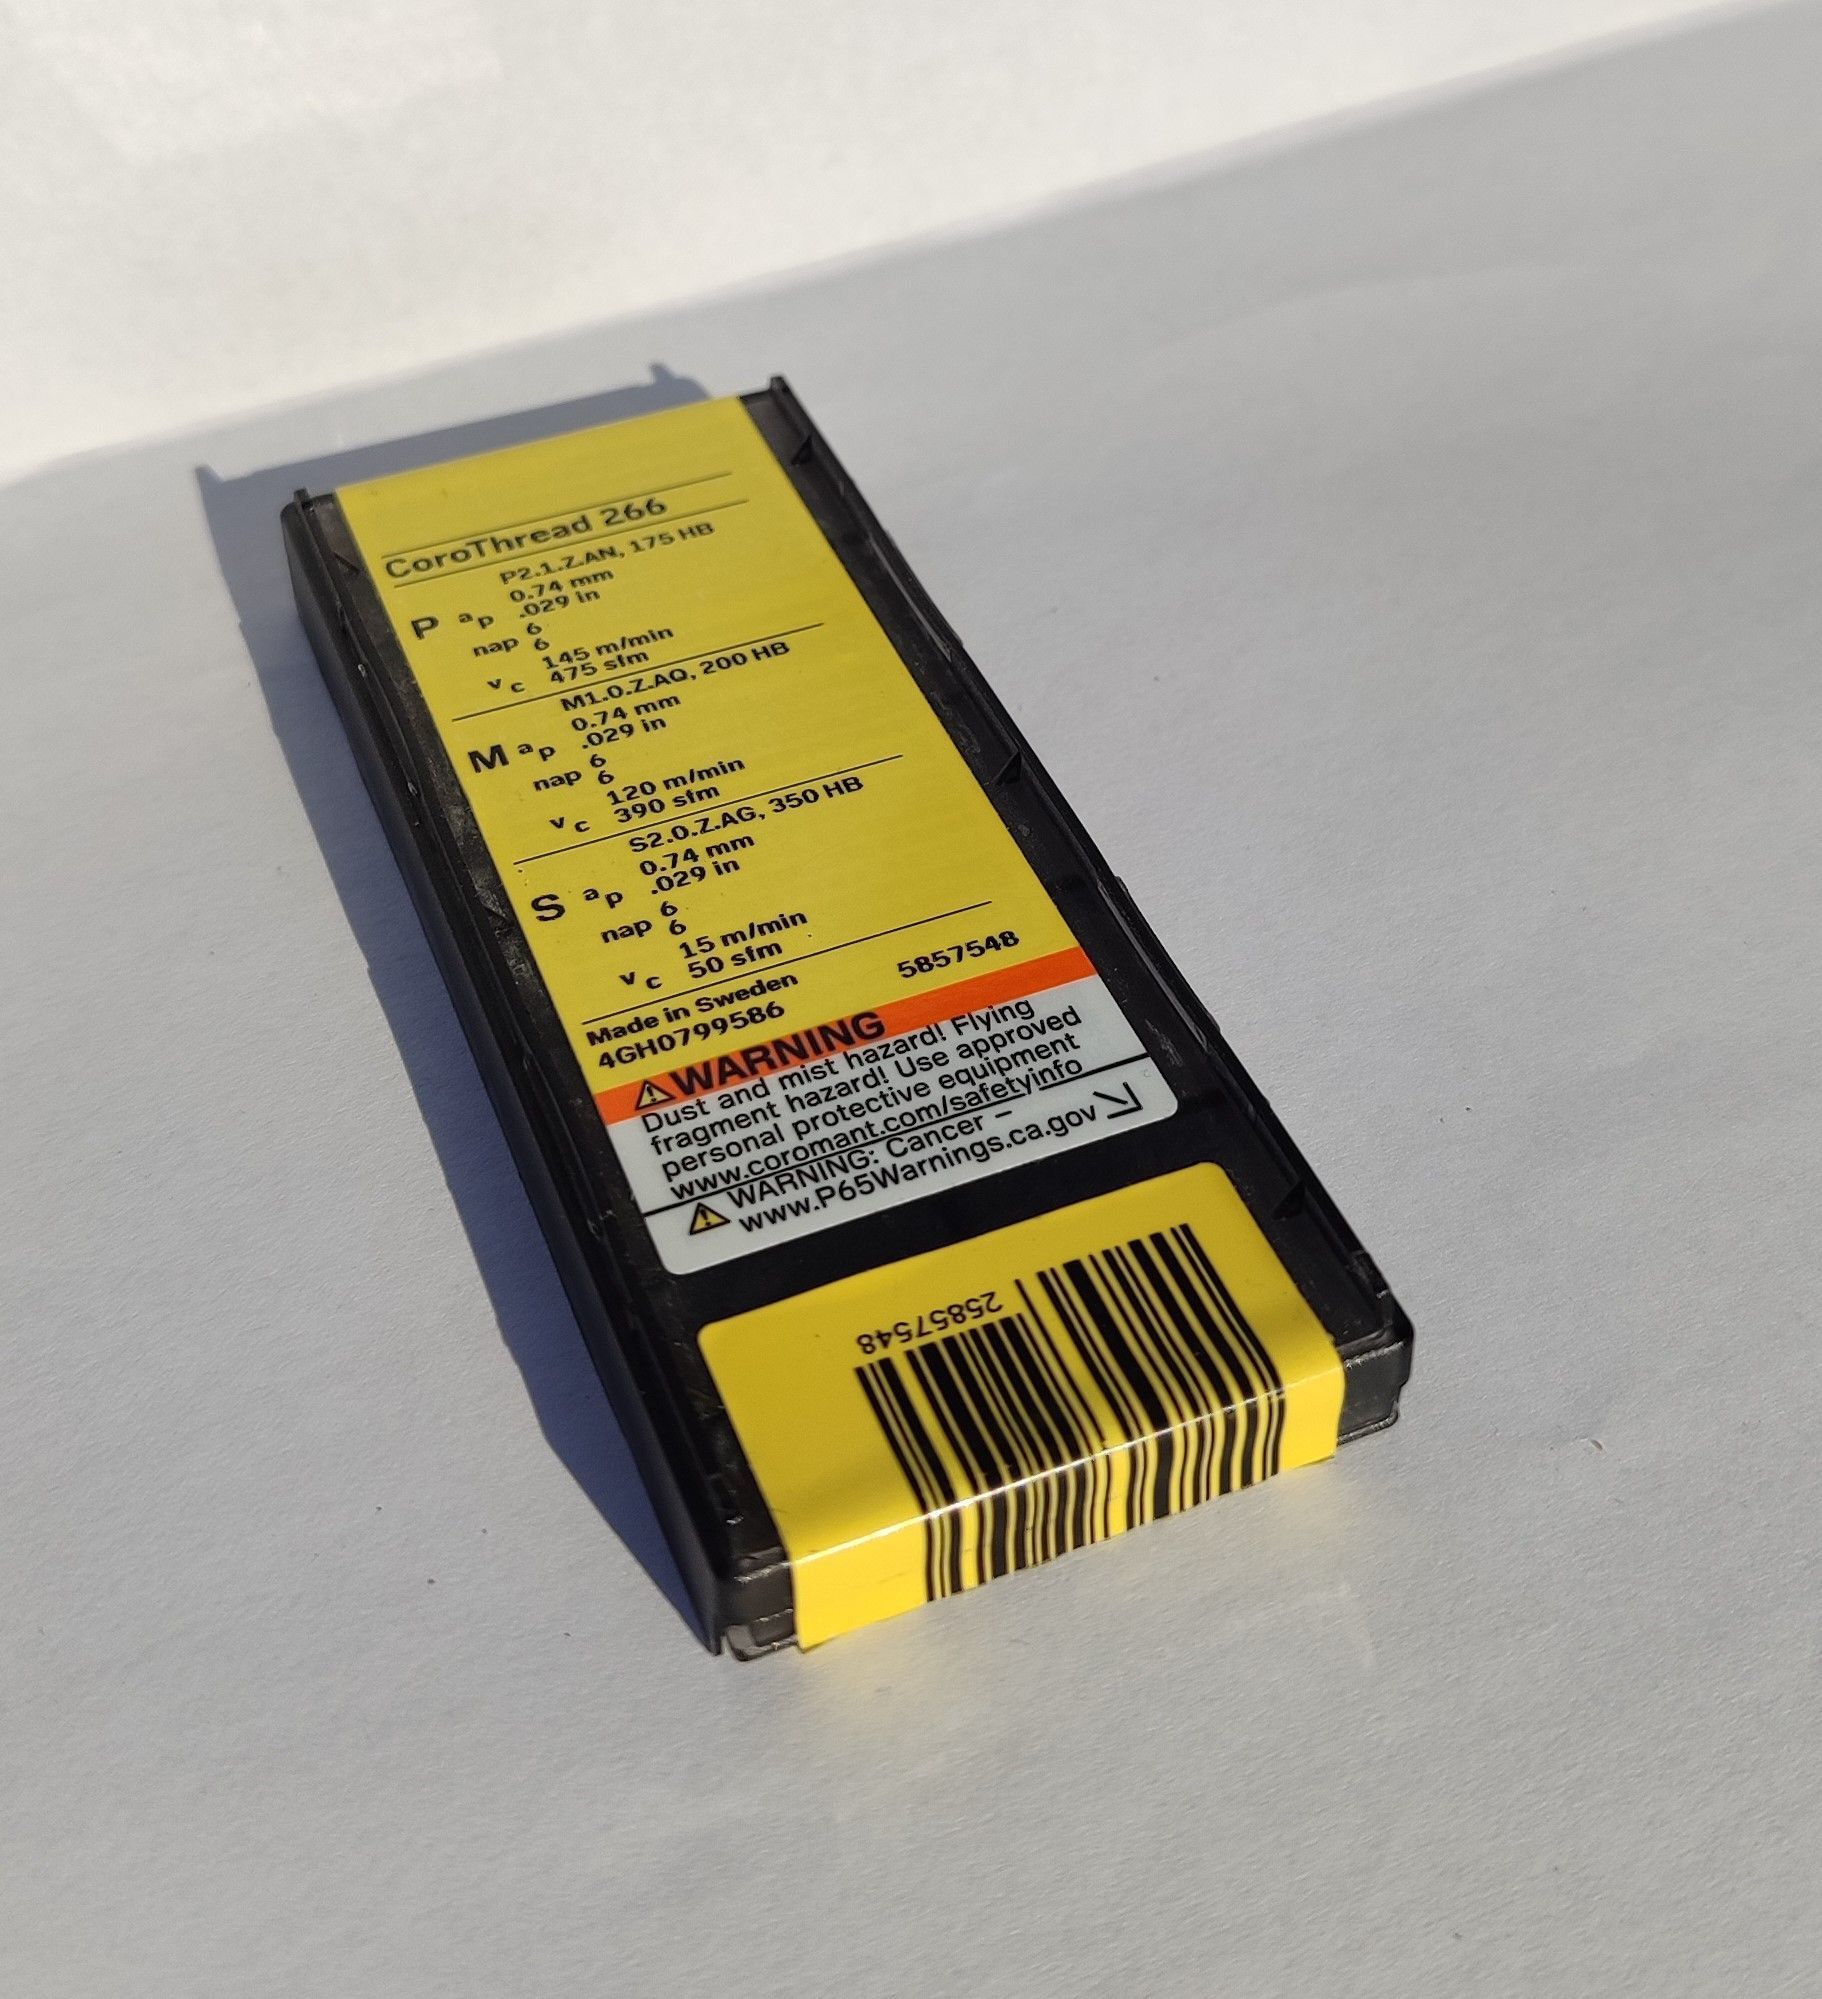 CoroThread 266
P2.1.Z.AN, 175 HB
0.74 mm
P ap .029 in
6
nap 6
145 m/min
vc 475 sfm
M1.0.Z.AQ, 200 HB
0.74 mm
M ap .029 in
6
nap 6
120 m/min
vc 390 sfm
S2.0.Z.AG, 350 HB
0.74 mm
S ap .029 in
6
nap 6
15 m/min
vc 50 sfm
Made in Sweden
4GH0799586 5857548
WARNING
Dust and mist hazard! Flying
fragment hazard! Use approved
personal protective equipment
www.coromant.com/safetyinfo
WARNING: Cancer –
www.P65Warnings.ca.gov
25857548